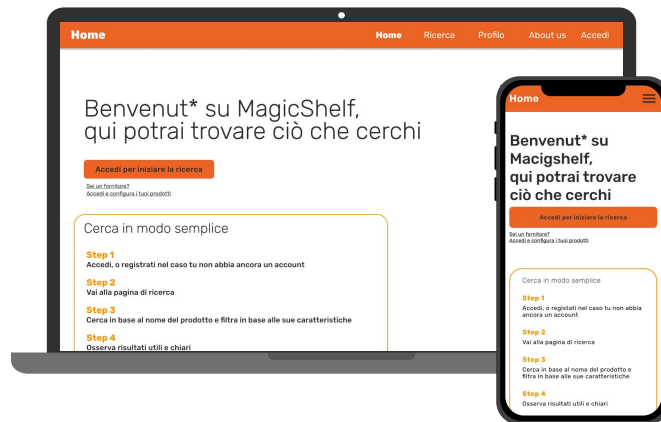 Home
Home Ricerca Profilo About us Accedi
Benvenut* su MagicShelf,
qui potrai trovare ciò che cerchi
Accedi per iniziare la ricerca
Sei un fornitore?
Accedi e configura i tuoi prodotti
Cerca in modo semplice
Step 1
Accedi, o registrati nel caso tu non abbia ancora un account
Step 2
Vai alla pagina di ricerca
Step 3
Cerca in base al nome del prodotto e filtra in base alle sue caratteristiche
Step 4
Osserva risultati utili e chiari
Home
Benvenut* su
Macigshelf,
qui potrai trovare
ciò che cerchi
Accedi per iniziare la ricerca
Sei un fornitore?
Accedi e configura i tuoi prodotti
Cerca in modo semplice
Step 1
Accedi, o registati nel caso tu non abbia
ancora un account
Step 2
Vai alla pagina di ricerca
Step 3
Cerca in base al nome del prodotto e
filtra in base alle sue caratteristiche
Step 4
Osserva risultati utili e chiari